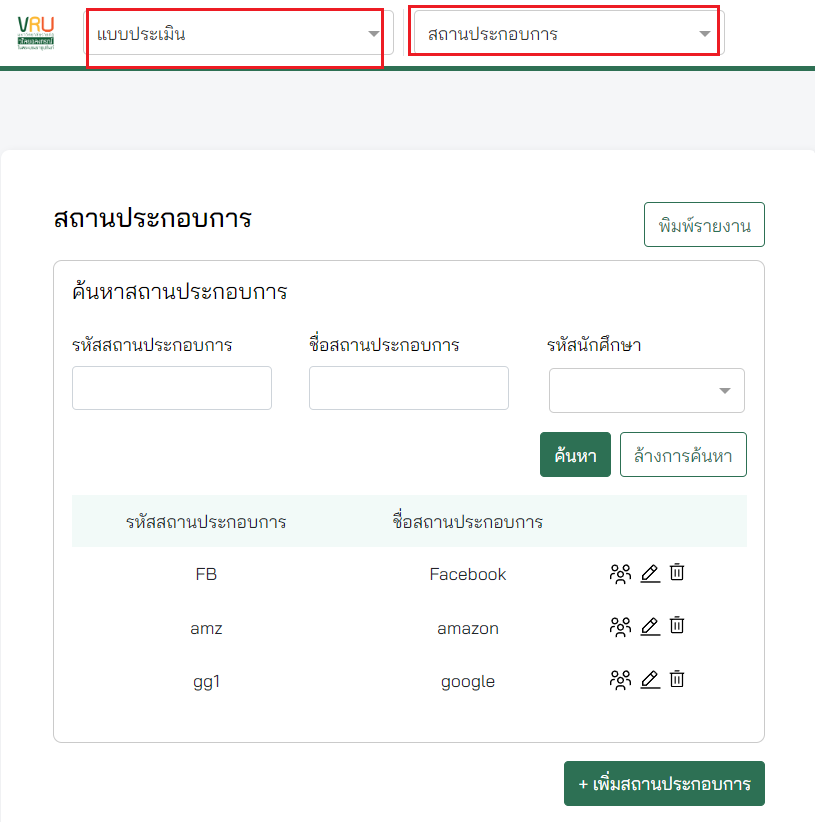 VRU
แบบประเมิน
สถานประกอบการ
สถานประกอบการ
พิมพ์รายงาน
ค้นหาสถานประกอบการ
รหัสสถานประกอบการ ชื่อสถานประกอบการ รหัสนักศึกษา
ค้นหา ล้างการค้นหา
รหัสสถานประกอบการ ชื่อสถานประกอบการ
FB Facebook
amz amazon
gg1 google
+ เพิ่มสถานประกอบการ